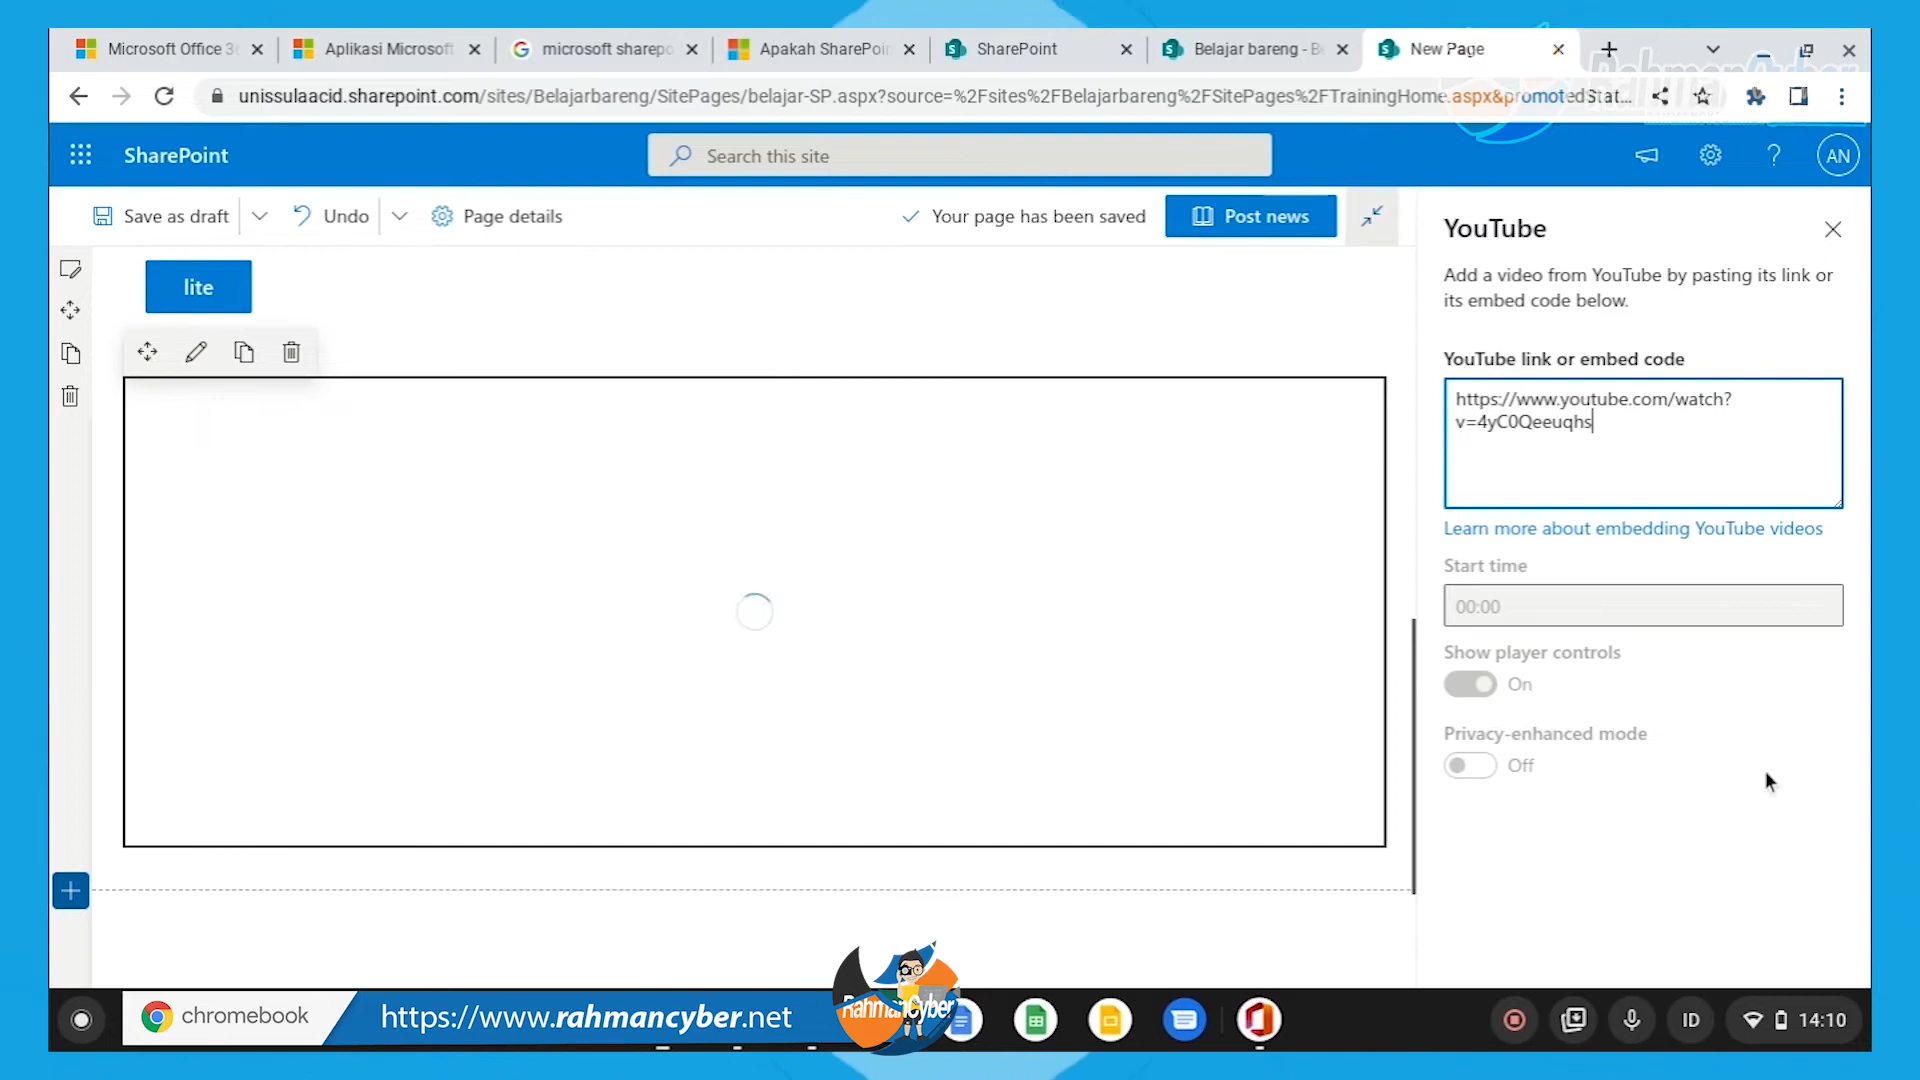 Microsoft Office 36
Aplikasi Microsoft
microsoft sharepo
Apakah SharePoi
SharePoint
Belajar bareng - Be
New Page
unissulaacid.sharepoint.com/sites/Belajarbareng/SitePages/belajar-SP.aspx?source=%2Fsites%2FBelajarbareng%2FSitePages%2FTrainingHome.aspx&promotedStat...
RahmanCyber
SharePoint
Search this site
AN
Save as draft
Undo
Page details
Your page has been saved
Post news
lite
YouTube
Add a video from YouTube by pasting its link or
its embed code below.
YouTube link or embed code
https://www.youtube.com/watch?
v=4yC0Qeeuqhs
Learn more about embedding YouTube videos
Start time
00:00
Show player controls
On
Privacy-enhanced mode
Off
chromebook
https://www.rahmancyber.net
RahmanCyber
ID
14:10